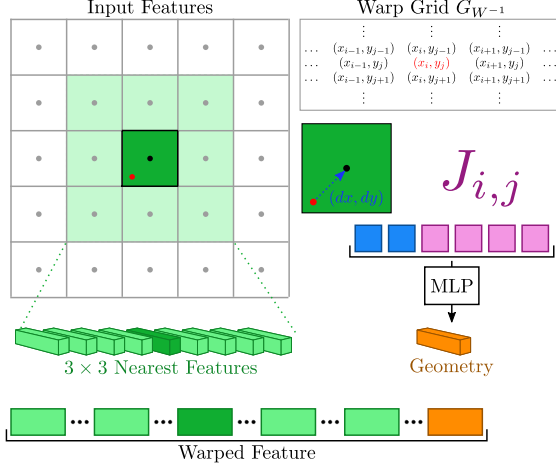 Input Features
Warp Grid G_{W^{-1}}
⋮ ⋮ ⋮
... (x_{i-1}, y_{j-1}) (x_i, y_{j-1}) (x_{i+1}, y_{j-1}) ...
... (x_{i-1}, y_j) (x_i, y_j) (x_{i+1}, y_j) ...
... (x_{i-1}, y_{j+1}) (x_i, y_{j+1}) (x_{i+1}, y_{j+1}) ...
⋮ ⋮ ⋮
(dx, dy)
J_{i,j}
MLP
3 × 3 Nearest Features
Geometry
... ... ... ... ...
Warped Feature